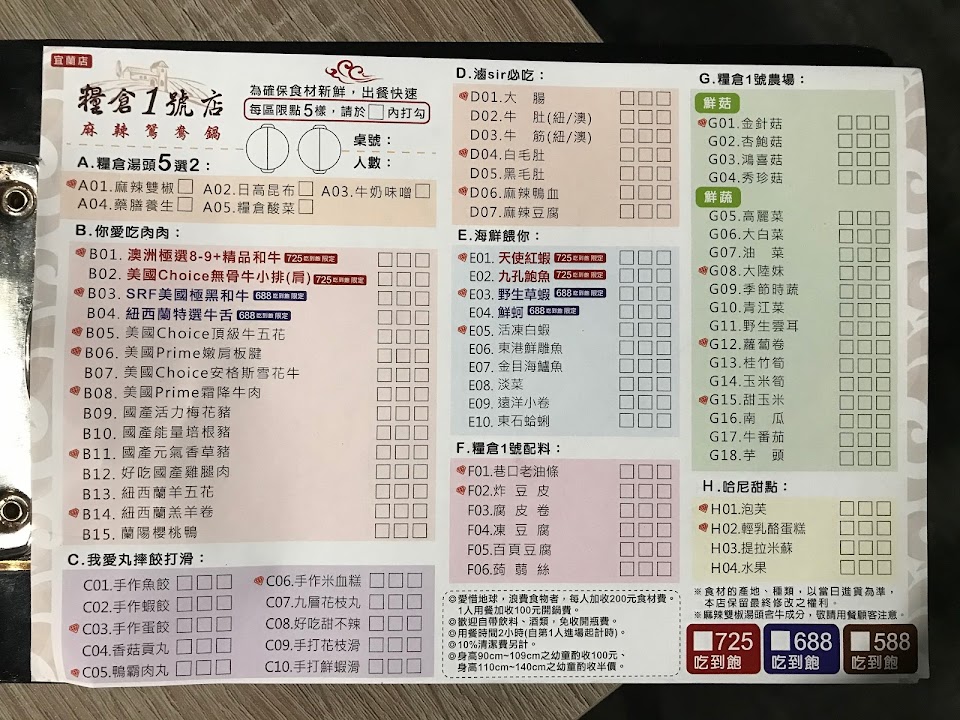 宜蘭店
糧倉1號店
麻辣鴛鴦鍋
為確保食材新鮮，出餐快速
每區限點5樣，請於□內打勾
桌號：
人數：
A.糧倉湯頭5選2：
A01.麻辣雙椒□ A02.日高昆布□ A03.牛奶味噌□
A04.藥膳養生□ A05.糧倉酸菜□
B.你愛吃肉肉：
B01. 澳洲極選8-9+精品和牛 725吃到飽 限定
B02. 美國Choice無骨牛小排(肩) 725吃到飽 限定
B03. SRF美國極黑和牛 688吃到飽 限定
B04. 紐西蘭特選牛舌 688吃到飽 限定
B05. 美國Choice頂級牛五花
B06. 美國Prime嫩肩板腱
B07. 美國Choice安格斯雪花牛
B08. 美國Prime霜降牛肉
B09. 國產活力梅花豬
B10. 國產能量培根豬
B11. 國產元氣香草豬
B12. 好吃國產雞腿肉
B13. 紐西蘭羊五花
B14. 紐西蘭羔羊卷
B15. 蘭陽櫻桃鴨
C.我愛丸摔餃打滑：
C01.手作魚餃
C02.手作蝦餃
C03.手作蛋餃
C04.香菇貢丸
C05.鴨霸肉丸
C06.手作米血糕
C07.九層花枝丸
C08.好吃甜不辣
C09.手打花枝滑
C10.手打鮮蝦滑
D.滷sir必吃：
D01.大 腸
D02.牛 肚(紐/澳)
D03.牛 筋(紐/澳)
D04.白毛肚
D05.黑毛肚
D06.麻辣鴨血
D07.麻辣豆腐
E.海鮮餵你：
E01.天使紅蝦 725吃到飽 限定
E02.九孔鮑魚 725吃到飽 限定
E03.野生草蝦 688吃到飽 限定
E04.鮮蚵 688吃到飽 限定
E05.活凍白蝦
E06.東港鮮雕魚
E07.金目海鱸魚
E08.淡菜
E09.遠洋小卷
E10.東石蛤蜊
F.糧倉1號配料：
F01.巷口老油條
F02.炸豆皮
F03.腐皮卷
F04.凍豆腐
F05.百頁豆腐
F06.蒟蒻絲
◎愛惜地球，浪費食物者，每人加收200元食材費。
1人用餐加收100元開鍋費。
◎歡迎自帶飲料、酒類，免收開瓶費。
◎用餐時間2小時(自第1人進場起計時)。
◎10%清潔費另計。
◎身高90cm~109cm之幼童酌收100元、
身高110cm~140cm之幼童酌收半價。
G.糧倉1號農場：
鮮菇
G01.金針菇
G02.杏鮑菇
G03.鴻喜菇
G04.秀珍菇
鮮蔬
G05.高麗菜
G06.大白菜
G07.油 菜
G08.大陸妹
G09.季節時蔬
G10.青江菜
G11.野生雲耳
G12.蘿蔔卷
G13.桂竹筍
G14.玉米筍
G15.甜玉米
G16.南 瓜
G17.牛番茄
G18.芋 頭
H.哈尼甜點：
H01.泡芙
H02.輕乳酪蛋糕
H03.提拉米蘇
H04.水果
※食材的產地、種類，以當日進貨為準，
本店保留最終修改之權利。
※麻辣雙椒湯頭含牛成分，敬請用餐顧客注意。
□725 吃到飽 □688 吃到飽 □588 吃到飽